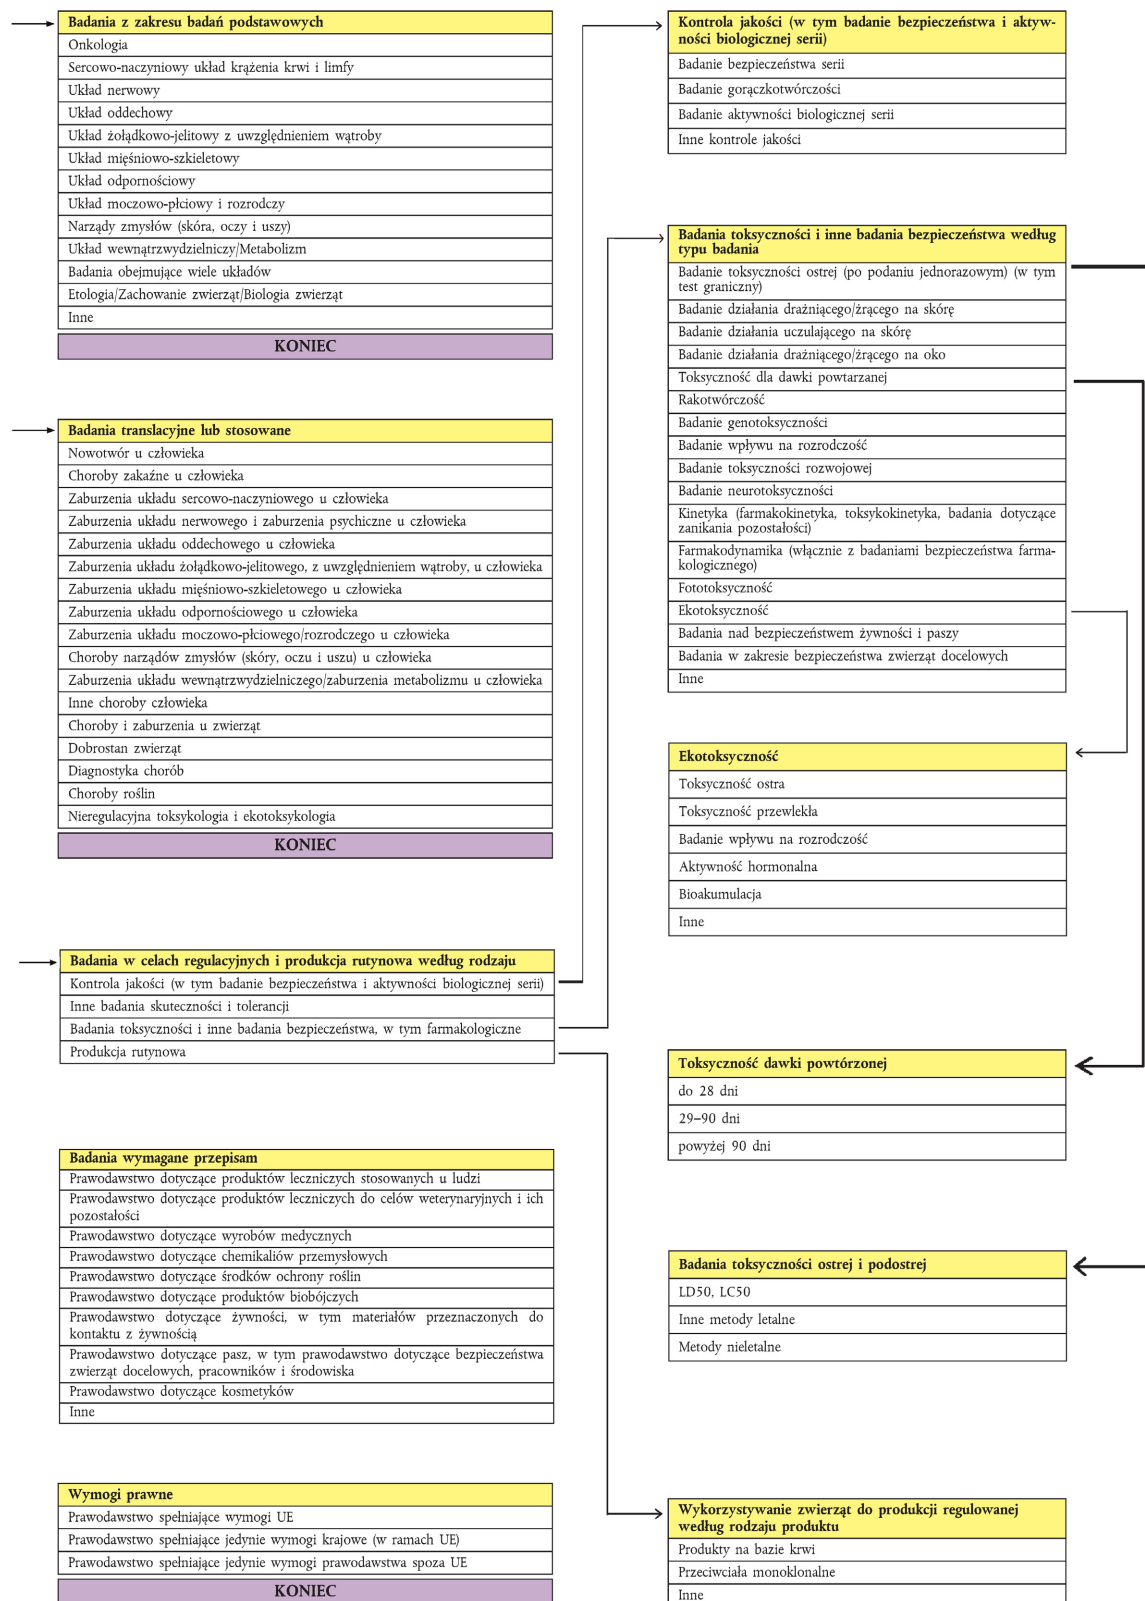 Badania z zakresu badań podstawowych
Onkologia
Sercowo-naczyniowy układ krążenia krwi i limfy
Układ nerwowy
Układ oddechowy
Układ żołądkowo-jelitowy z uwzględnieniem wątroby
Układ mięśniowo-szkieletowy
Układ odpornościowy
Układ moczowo-płciowy i rozrodczy
Narządy zmysłów (skóra, oczy i uszy)
Układ wewnątrzwydzielniczy/Metabolizm
Badania obejmujące wiele układów
Etologia/Zachowanie zwierząt/Biologia zwierząt
Inne
KONIEC
Badania translacyjne lub stosowane
Nowotwór u człowieka
Choroby zakaźne u człowieka
Zaburzenia układu sercowo-naczyniowego u człowieka
Zaburzenia układu nerwowego i zaburzenia psychiczne u człowieka
Zaburzenia układu oddechowego u człowieka
Zaburzenia układu żołądkowo-jelitowego, z uwzględnieniem wątroby, u człowieka
Zaburzenia układu mięśniowo-szkieletowego u człowieka
Zaburzenia układu odpornościowego u człowieka
Zaburzenia układu moczowo-płciowego/rozrodczego u człowieka
Choroby narządów zmysłów (skóry, oczu i uszu) u człowieka
Zaburzenia układu wewnątrzwydzielniczego/zaburzenia metabolizmu u człowieka
Inne choroby człowieka
Choroby i zaburzenia u zwierząt
Dobrostan zwierząt
Diagnostyka chorób
Choroby roślin
Nieregulacyjna toksykologia i ekotoksykologia
KONIEC
Badania w celach regulacyjnych i produkcja rutynowa według rodzaju
Kontrola jakości (w tym badanie bezpieczeństwa i aktywności biologicznej serii)
Inne badania skuteczności i tolerancji
Badania toksyczności i inne badania bezpieczeństwa, w tym farmakologiczne
Produkcja rutynowa
Badania wymagane przepisam
Prawodawstwo dotyczące produktów leczniczych stosowanych u ludzi
Prawodawstwo dotyczące produktów leczniczych do celów weterynaryjnych i ich
pozostałości
Prawodawstwo dotyczące wyrobów medycznych
Prawodawstwo dotyczące chemikaliów przemysłowych
Prawodawstwo dotyczące środków ochrony roślin
Prawodawstwo dotyczące produktów biobójczych
Prawodawstwo dotyczące żywności, w tym materiałów przeznaczonych do
kontaktu z żywnością
Prawodawstwo dotyczące pasz, w tym prawodawstwo dotyczące bezpieczeństwa
zwierząt docelowych, pracowników i środowiska
Prawodawstwo dotyczące kosmetyków
Inne
Wymogi prawne
Prawodawstwo spełniające wymogi UE
Prawodawstwo spełniające jedynie wymogi krajowe (w ramach UE)
Prawodawstwo spełniające jedynie wymogi prawodawstwa spoza UE
KONIEC
Kontrola jakości (w tym badanie bezpieczeństwa i aktyw-
ności biologicznej serii)
Badanie bezpieczeństwa serii
Badanie gorączkotwórczości
Badanie aktywności biologicznej serii
Inne kontrole jakości
Badania toksyczności i inne badania bezpieczeństwa według
typu badania
Badanie toksyczności ostrej (po podaniu jednorazowym) (w tym
test graniczny)
Badanie działania drażniącego/żrącego na skórę
Badanie działania uczulającego na skórę
Badanie działania drażniącego/żrącego na oko
Toksyczność dla dawki powtarzanej
Rakotwórczość
Badanie genotoksyczności
Badanie wpływu na rozrodczość
Badanie toksyczności rozwojowej
Badanie neurotoksyczności
Kinetyka (farmakokinetyka, toksykokinetyka, badania dotyczące
zanikania pozostałości)
Farmakodynamika (włącznie z badaniami bezpieczeństwa farma-
kologicznego)
Fototoksyczność
Ekotoksyczność
Badania nad bezpieczeństwem żywności i paszy
Badania w zakresie bezpieczeństwa zwierząt docelowych
Inne
Ekotoksyczność
Toksyczność ostra
Toksyczność przewlekła
Badanie wpływu na rozrodczość
Aktywność hormonalna
Bioakumulacja
Inne
Toksyczność dawki powtórzonej
do 28 dni
29–90 dni
powyżej 90 dni
Badania toksyczności ostrej i podostrej
LD50, LC50
Inne metody letalne
Metody nieletalne
Wykorzystywanie zwierząt do produkcji regulowanej
według rodzaju produktu
Produkty na bazie krwi
Przeciwciała monoklonalne
Inne